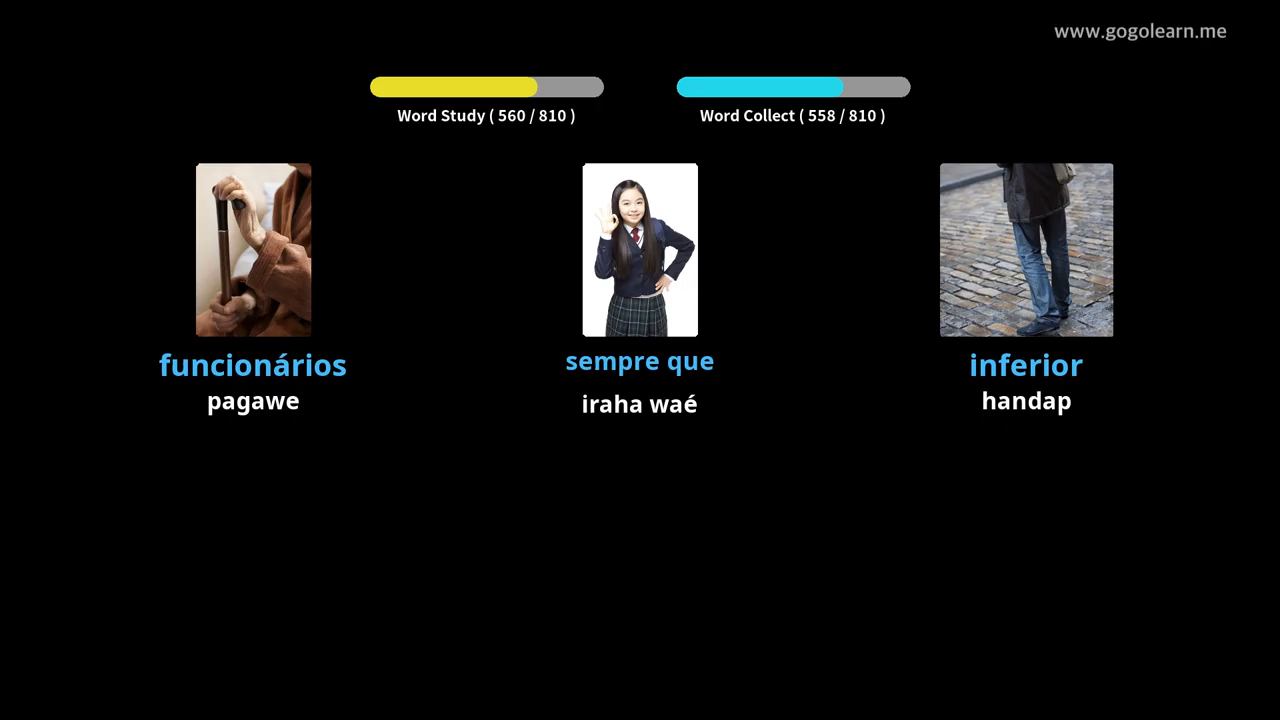 www.gogolearn.me
Word Study ( 560 / 810 )
Word Collect ( 558 / 810 )
funcionários
pagawe
sempre que
iraha waé
inferior
handap